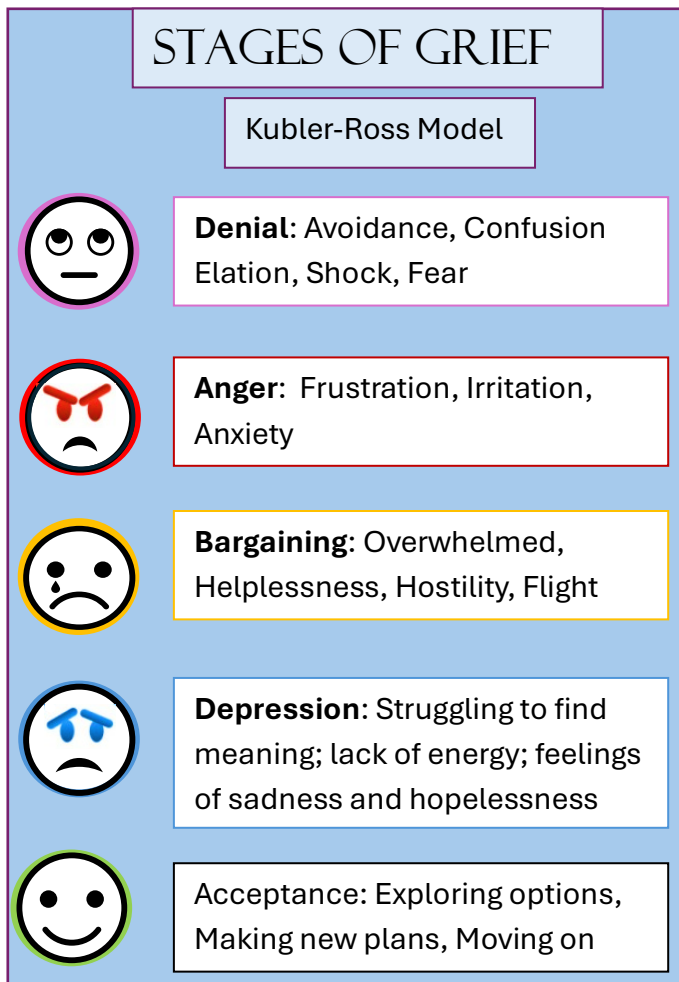 STAGES OF GRIEF
Kubler-Ross Model
Denial: Avoidance, Confusion
Elation, Shock, Fear
Anger:  Frustration, Irritation,
Anxiety
Bargaining: Overwhelmed,
Helplessness, Hostility, Flight
Depression: Struggling to find
meaning; lack of energy; feelings
of sadness and hopelessness
Acceptance: Exploring options,
Making new plans, Moving on